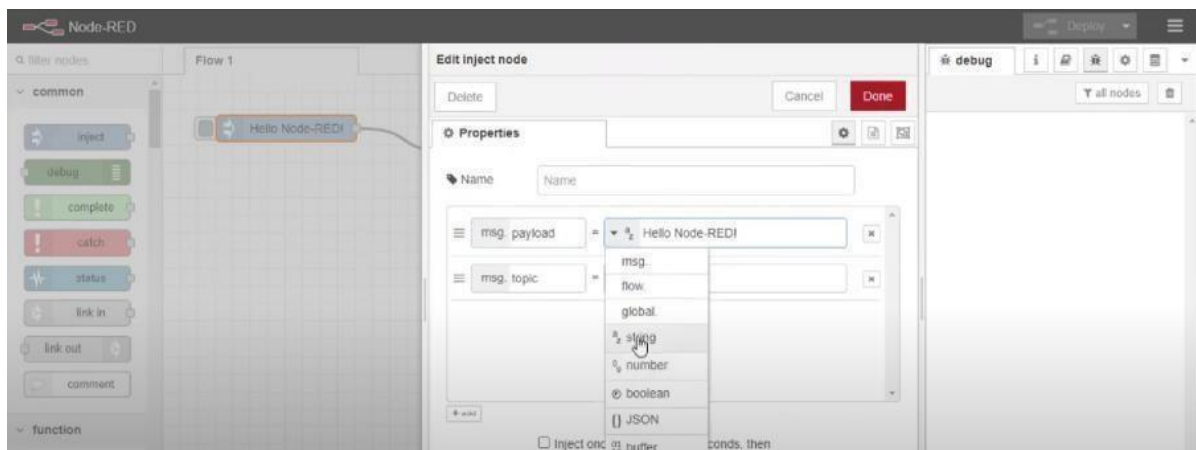 Node-RED
Deploy
filter nodes
Flow 1
Edit inject node
debug
i
common
Delete
Cancel
Done
all nodes
inject
Hello Node-RED!
Properties
debug
Name
Name
complete
msg. payload
=
Hello Node-RED!
catch
msg.
status
msg. topic
=
flow.
link in
global.
string
link out
number
comment
boolean
+ add
{} JSON
function
Inject onc
buffer
conds, then